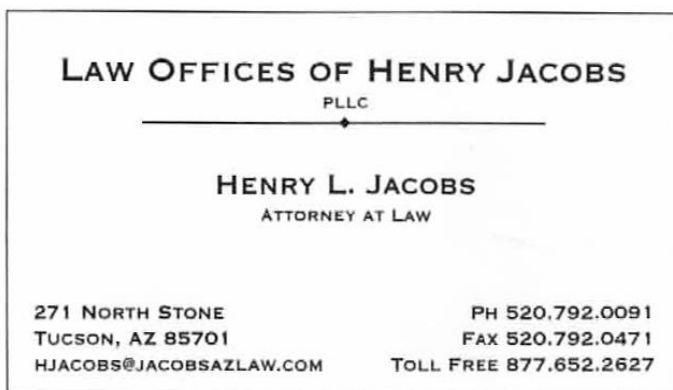 LAW OFFICES OF HENRY JACOBS
PLLC
HENRY L. JACOBS
ATTORNEY AT LAW
271 NORTH STONE
TUCSON, AZ 85701
HJACOBS@JACOBSAZLAW.COM
PH 520.792.0091
FAX 520.792.0471
TOLL FREE 877.652.2627